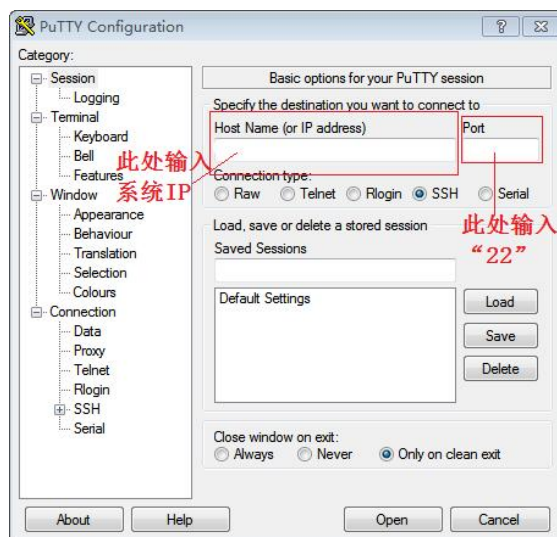 PuTTY Configuration
Category:
Session
Logging
Terminal
Keyboard
Bell
Features
Window
Appearance
Behaviour
Translation
Selection
Colours
Connection
Data
Proxy
Telnet
Rlogin
SSH
Serial
Basic options for your PuTTY session
Specify the destination you want to connect to
Host Name (or IP address) Port
此处输入
系统IP
Connection type:
Raw Telnet Rlogin SSH Serial
此处输入
“22”
Load, save or delete a stored session
Saved Sessions
Default Settings
Load
Save
Delete
Close window on exit:
Always Never Only on clean exit
About Help Open Cancel